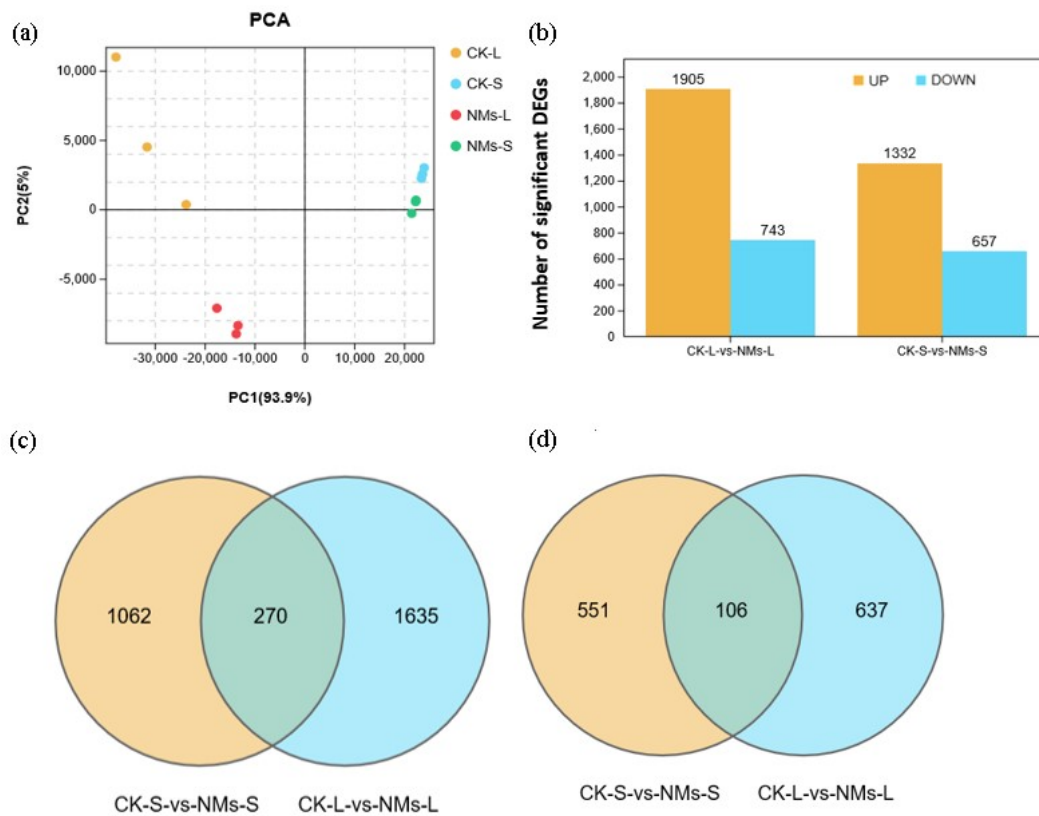 (a)
PCA
CK-L
CK-S
NMs-L
NMs-S
10,000
5,000
0
-5,000
PC2(5%)
-30,000 -20,000 -10,000 0 10,000 20,000
PC1(93.9%)
(b)
Number of significant DEGs
UP DOWN
2,000
1,800
1,600
1,400
1,200
1,000
800
600
400
200
0
1905
743
1332
657
CK-L-vs-NMs-L CK-S-vs-NMs-S
(c)
1062 270 1635
CK-S-vs-NMs-S CK-L-vs-NMs-L
(d)
551 106 637
CK-S-vs-NMs-S CK-L-vs-NMs-L